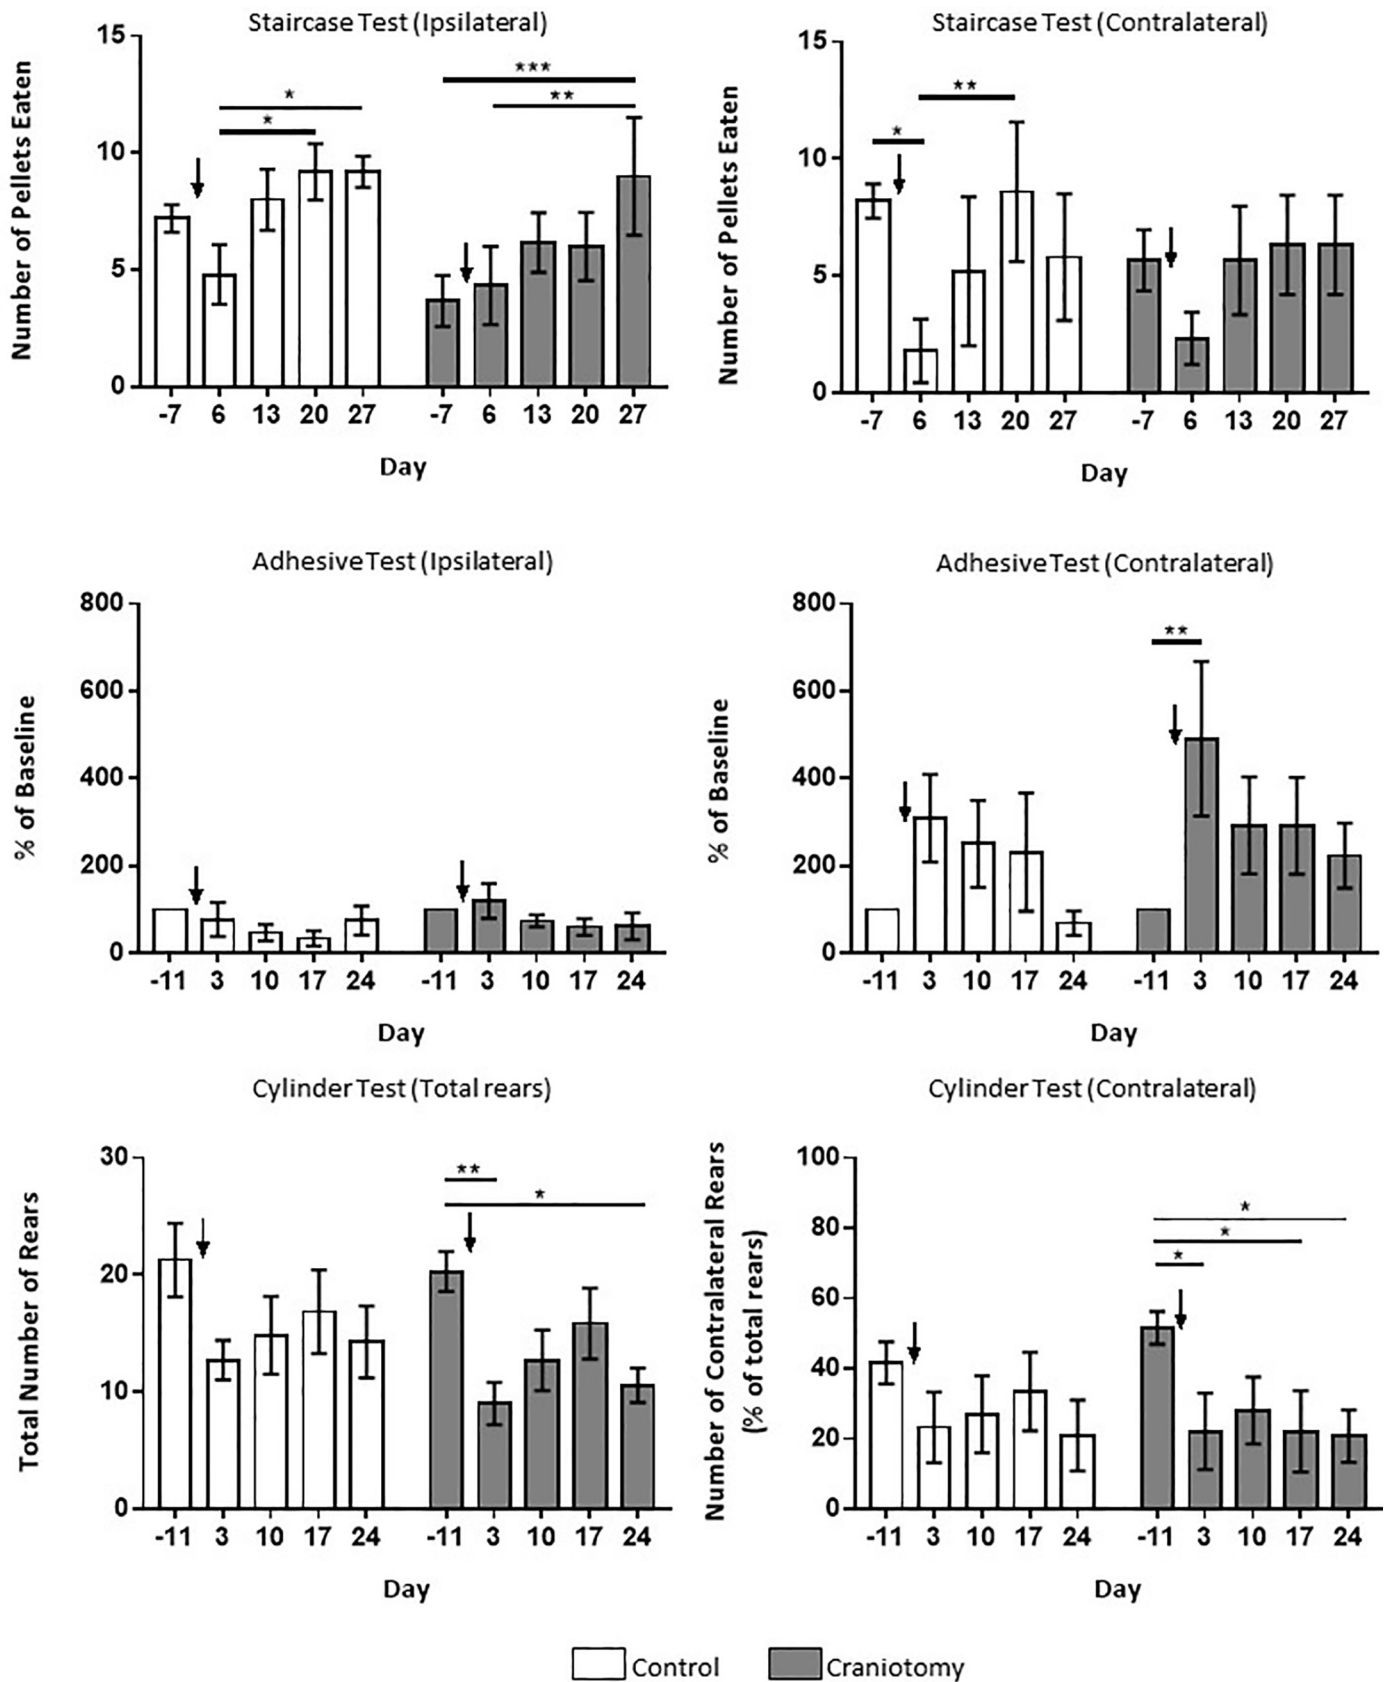 Staircase Test (Ipsilateral)
Number of Pellets Eaten
15
10
5
0
***
**
*
*
-7 6 13 20 27 -7 6 13 20 27
Day
Staircase Test (Contralateral)
Number of Pellets Eaten
15
10
5
0
**
*
-7 6 13 20 27 -7 6 13 20 27
Day
Adhesive Test (Ipsilateral)
% of Baseline
800
600
400
200
0
-11 3 10 17 24 -11 3 10 17 24
Day
Adhesive Test (Contralateral)
% of Baseline
800
600
400
200
0
**
-11 3 10 17 24 -11 3 10 17 24
Day
Cylinder Test (Total rears)
Total Number of Rears
30
20
10
0
**
*
-11 3 10 17 24 -11 3 10 17 24
Day
Cylinder Test (Contralateral)
Number of Contralateral Rears
(% of total rears)
100
80
60
40
20
0
*
*
*
-11 3 10 17 24 -11 3 10 17 24
Day
Control
Craniotomy